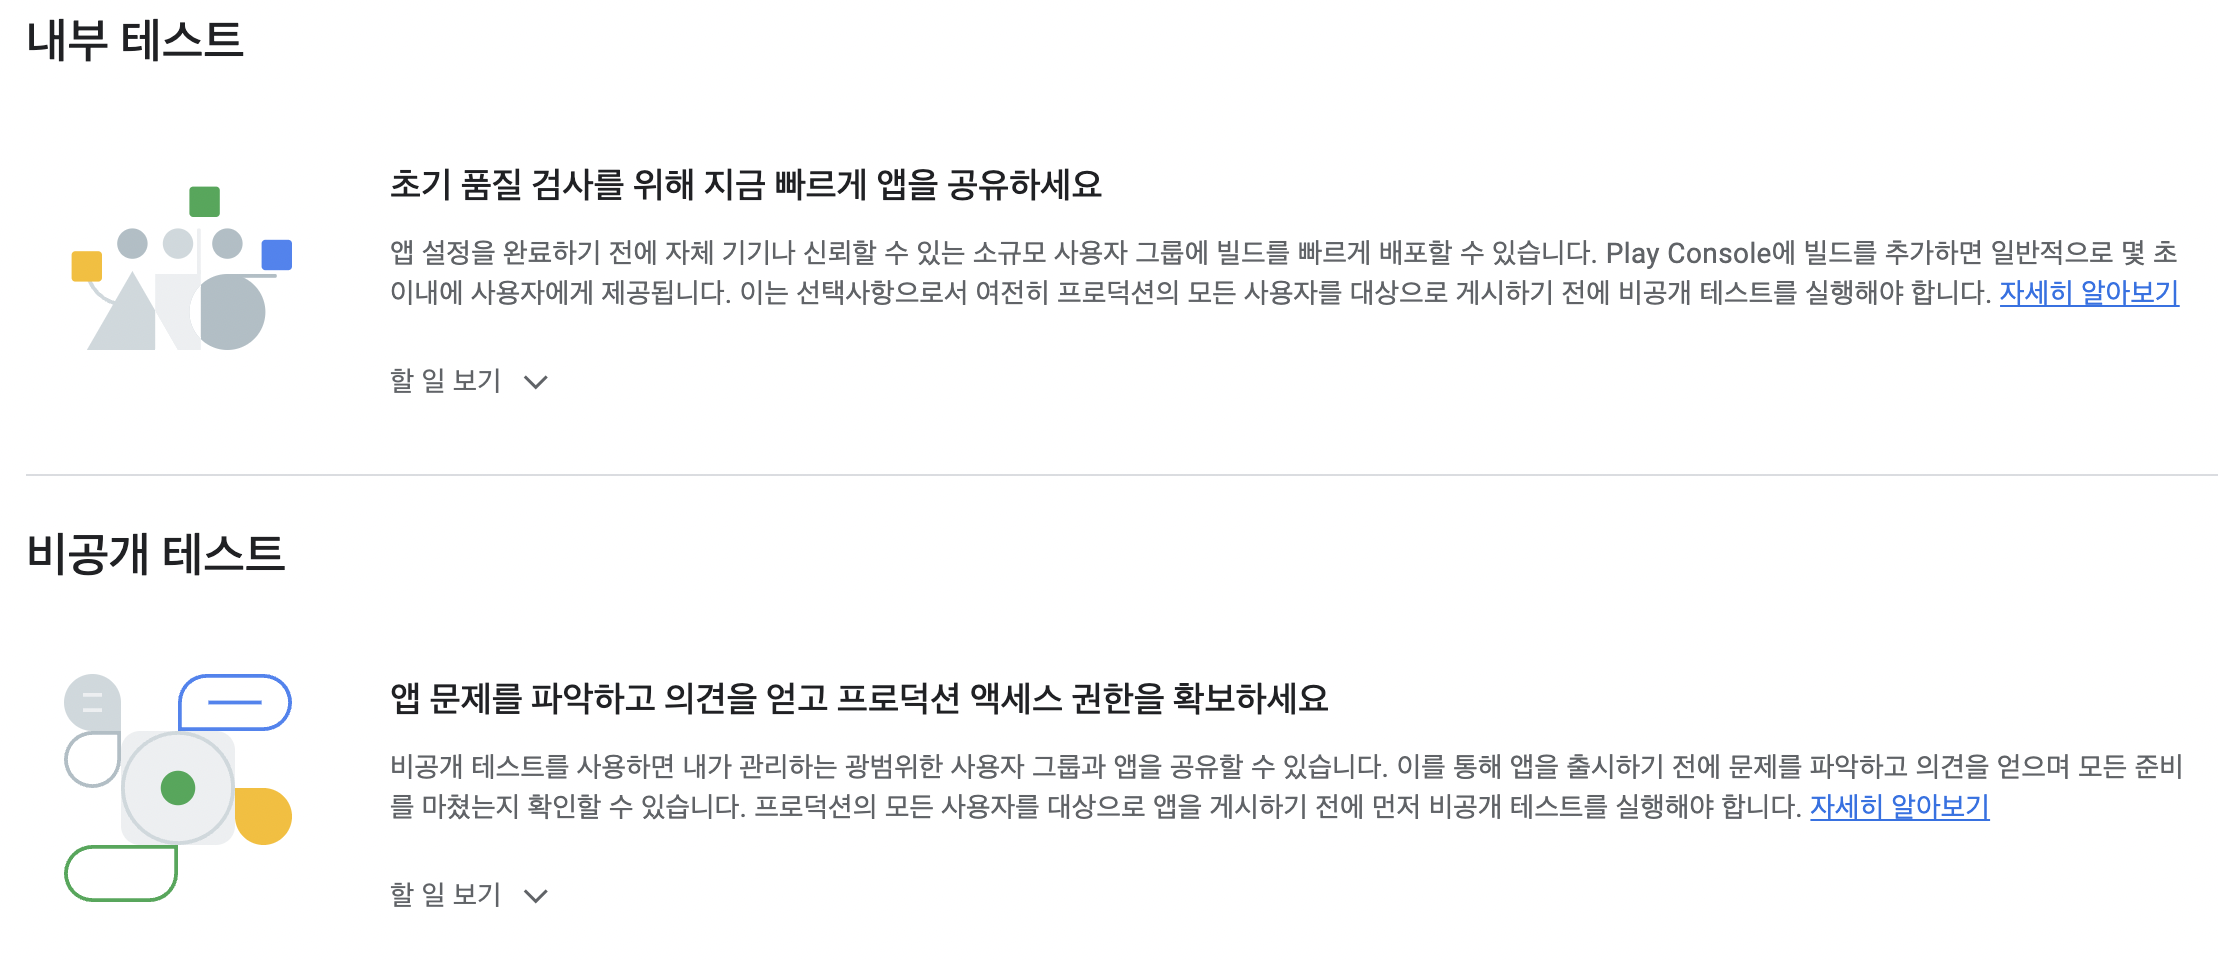 내부 테스트
초기 품질 검사를 위해 지금 빠르게 앱을 공유하세요
앱 설정을 완료하기 전에 자체 기기나 신뢰할 수 있는 소규모 사용자 그룹에 빌드를 빠르게 배포할 수 있습니다. Play Console에 빌드를 추가하면 일반적으로 몇 초
이내에 사용자에게 제공됩니다. 이는 선택사항으로서 여전히 프로덕션의 모든 사용자를 대상으로 게시하기 전에 비공개 테스트를 실행해야 합니다. 자세히 알아보기
할 일 보기
비공개 테스트
앱 문제를 파악하고 의견을 얻고 프로덕션 액세스 권한을 확보하세요
비공개 테스트를 사용하면 내가 관리하는 광범위한 사용자 그룹과 앱을 공유할 수 있습니다. 이를 통해 앱을 출시하기 전에 문제를 파악하고 의견을 얻으며 모든 준비
를 마쳤는지 확인할 수 있습니다. 프로덕션의 모든 사용자를 대상으로 앱을 게시하기 전에 먼저 비공개 테스트를 실행해야 합니다. 자세히 알아보기
할 일 보기